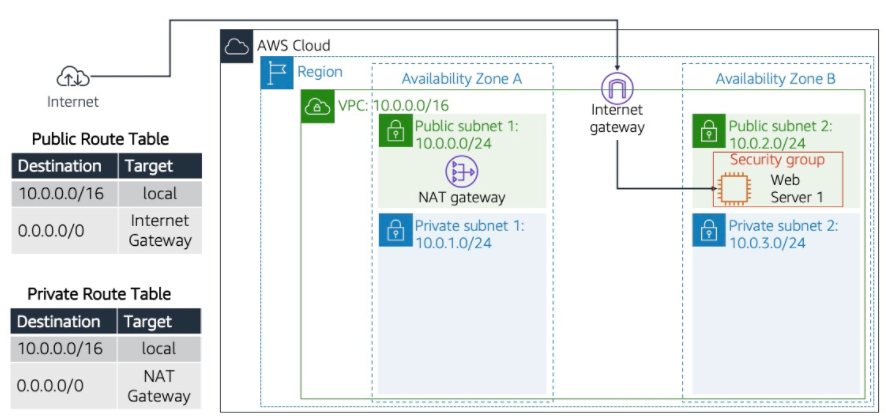 AWS Cloud
Region
Availability Zone A
Availability Zone B
Internet
VPC: 10.0.0.0/16
Internet
gateway
Public subnet 1:
10.0.0.0/24
NAT gateway
Public subnet 2:
10.0.2.0/24
Security group
Web
Server 1
Private subnet 1:
10.0.1.0/24
Private subnet 2:
10.0.3.0/24
Public Route Table
Destination Target
10.0.0.0/16 local
0.0.0.0/0 Internet
Gateway
Private Route Table
Destination Target
10.0.0.0/16 local
0.0.0.0/0 NAT
Gateway